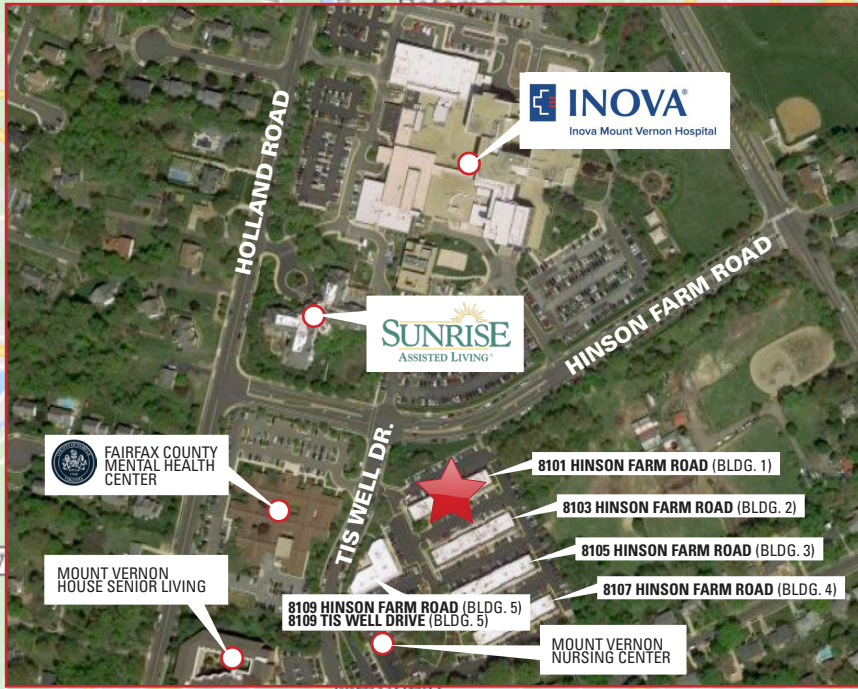 INOVA®
Inova Mount Vernon Hospital
HOLLAND ROAD
HINSON FARM ROAD
SUNRISE
ASSISTED LIVING®
TIS WELL DR.
FAIRFAX COUNTY
MENTAL HEALTH
CENTER
8101 HINSON FARM ROAD (BLDG. 1)
8103 HINSON FARM ROAD (BLDG. 2)
8105 HINSON FARM ROAD (BLDG. 3)
8107 HINSON FARM ROAD (BLDG. 4)
MOUNT VERNON
HOUSE SENIOR LIVING
8109 HINSON FARM ROAD (BLDG. 5)
8109 TIS WELL DRIVE (BLDG. 5)
MOUNT VERNON
NURSING CENTER